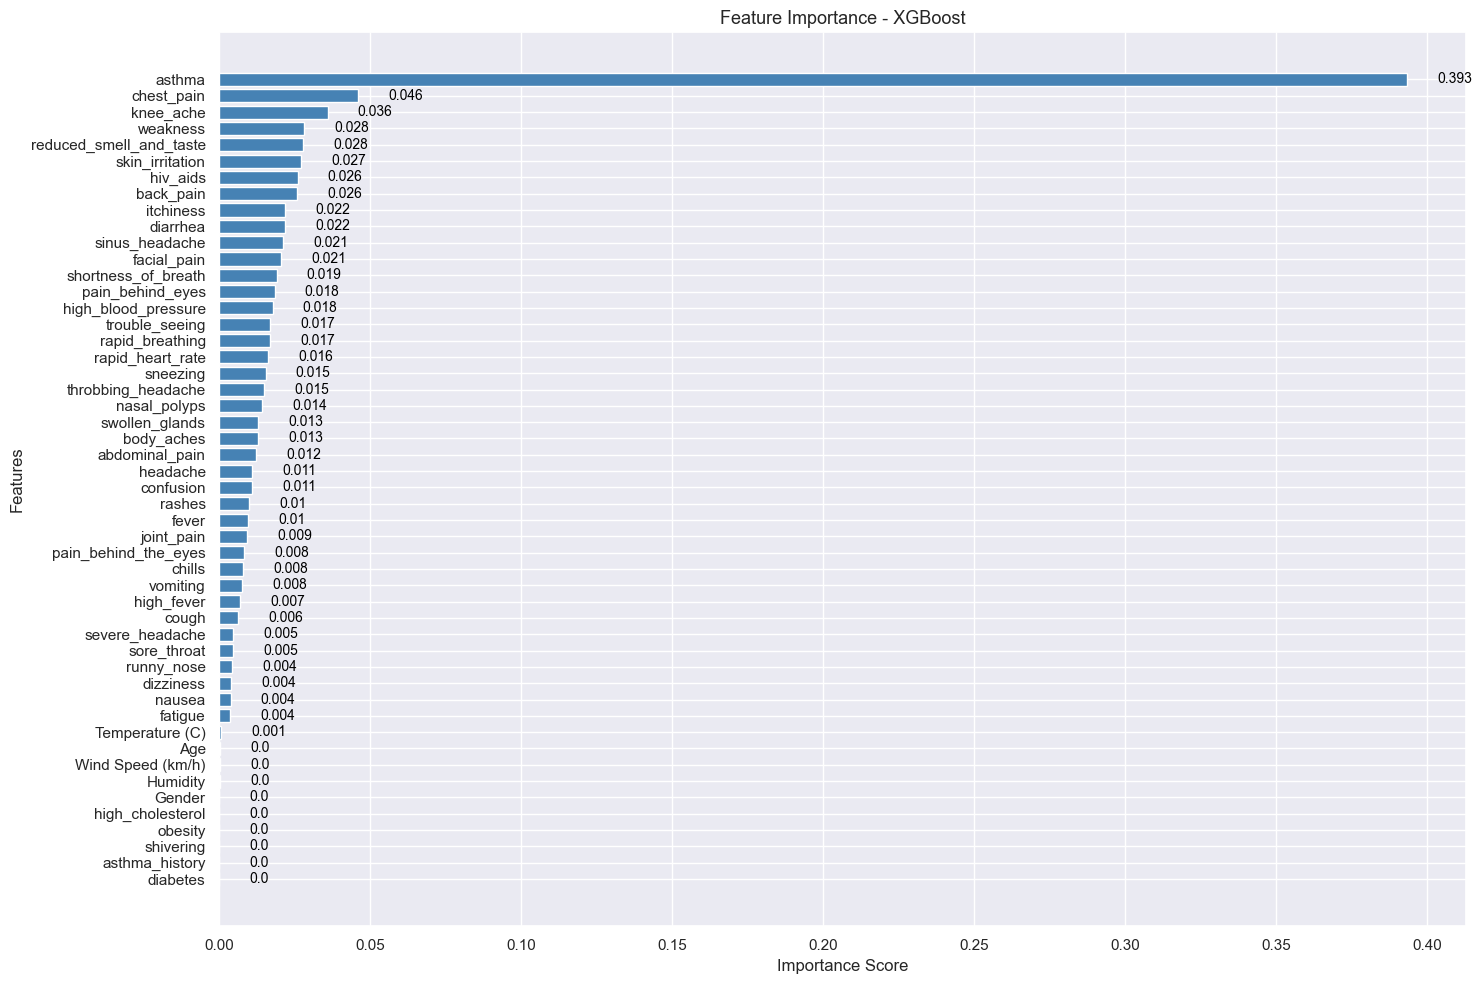 Feature Importance - XGBoost
Features
asthma 0.393
chest_pain 0.046
knee_ache 0.036
weakness 0.028
reduced_smell_and_taste 0.028
skin_irritation 0.027
hiv_aids 0.026
back_pain 0.026
itchiness 0.022
diarrhea 0.022
sinus_headache 0.021
facial_pain 0.021
shortness_of_breath 0.019
pain_behind_eyes 0.018
high_blood_pressure 0.018
trouble_seeing 0.017
rapid_breathing 0.017
rapid_heart_rate 0.016
sneezing 0.015
throbbing_headache 0.015
nasal_polyps 0.014
swollen_glands 0.013
body_aches 0.013
abdominal_pain 0.012
headache 0.011
confusion 0.011
rashes 0.01
fever 0.01
joint_pain 0.009
pain_behind_the_eyes 0.008
chills 0.008
vomiting 0.008
high_fever 0.007
cough 0.006
severe_headache 0.005
sore_throat 0.005
runny_nose 0.004
dizziness 0.004
nausea 0.004
fatigue 0.004
Temperature (C) 0.001
Age 0.0
Wind Speed (km/h) 0.0
Humidity 0.0
Gender 0.0
high_cholesterol 0.0
obesity 0.0
shivering 0.0
asthma_history 0.0
diabetes 0.0
0.00 0.05 0.10 0.15 0.20 0.25 0.30 0.35 0.40
Importance Score